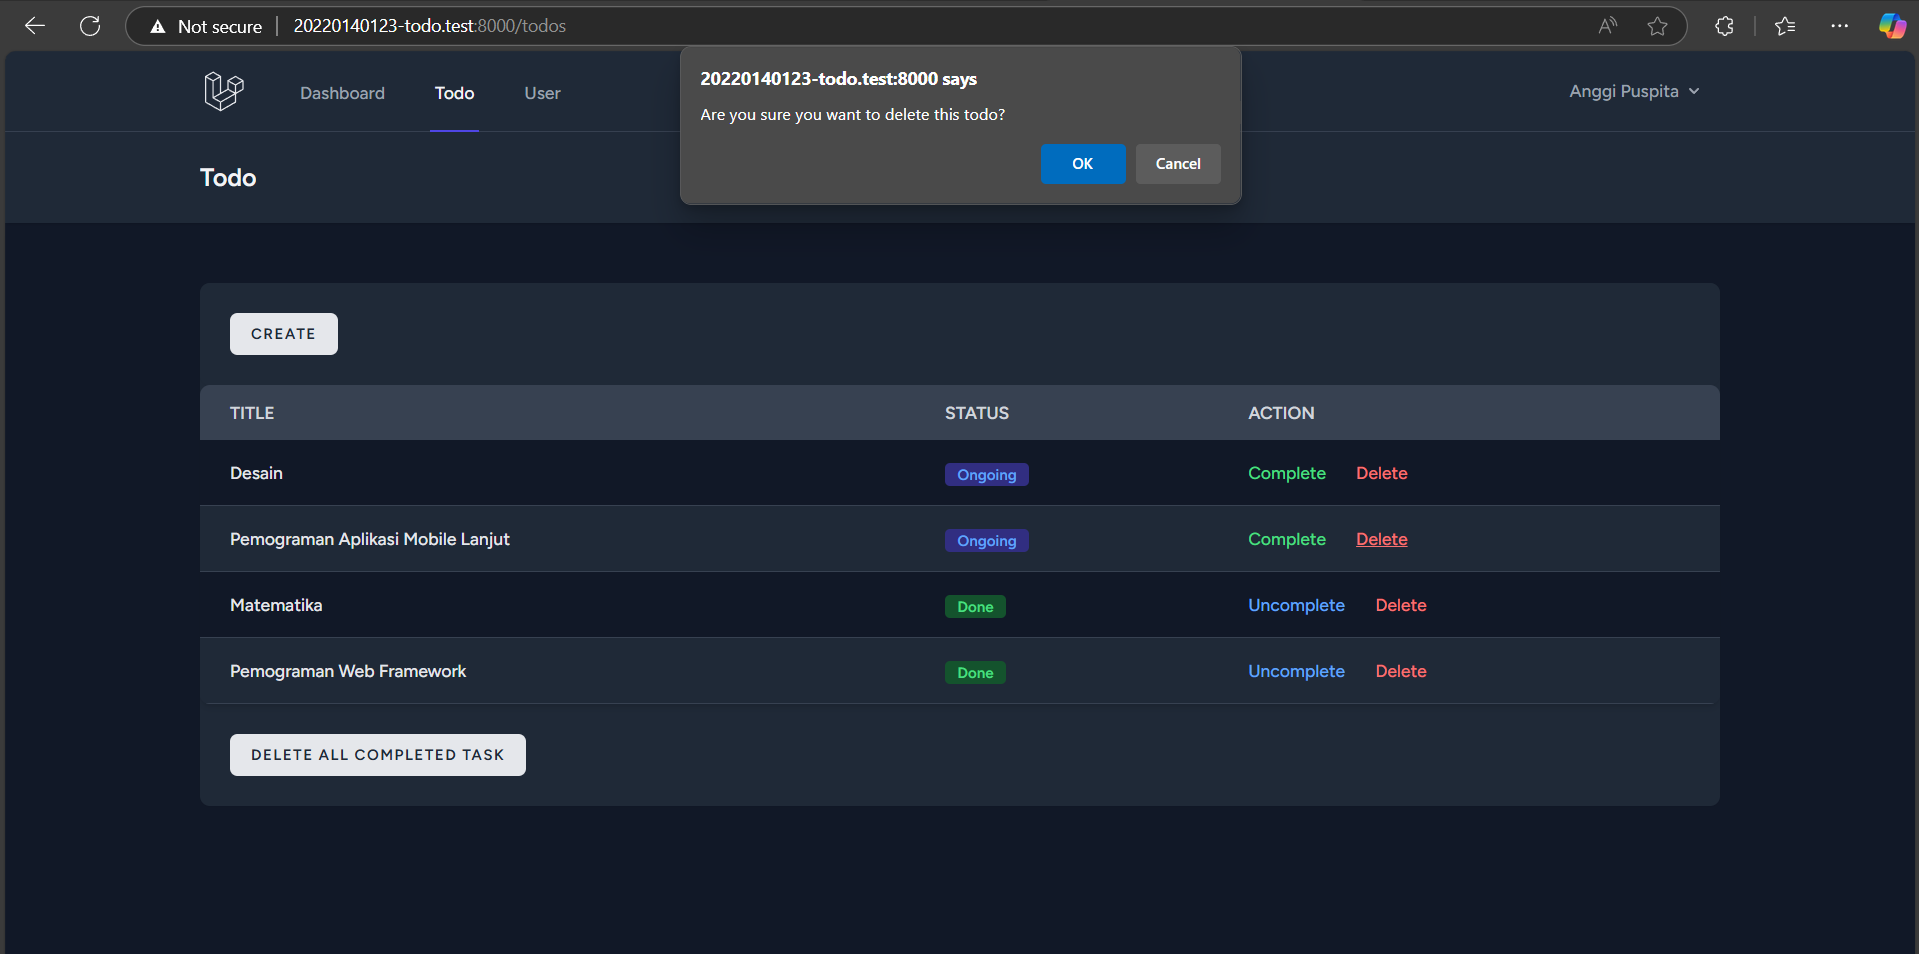 Not secure 20220140123-todo.test:8000/todos
20220140123-todo.test:8000 says
Are you sure you want to delete this todo?
OK Cancel
Dashboard Todo User Anggi Puspita
Todo
CREATE
TITLE STATUS ACTION
Desain Ongoing Complete Delete
Pemograman Aplikasi Mobile Lanjut Ongoing Complete Delete
Matematika Done Uncomplete Delete
Pemograman Web Framework Done Uncomplete Delete
DELETE ALL COMPLETED TASK